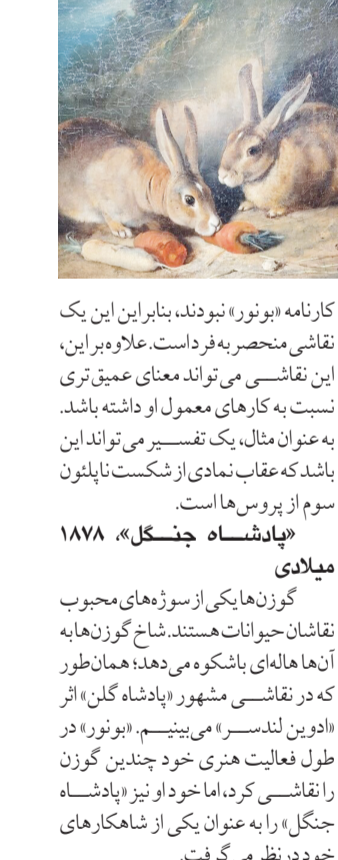 کارنامه «بونور» نبودند، بنابراین این یک
نقاشی منحصر به فرد است. علاوه بر این،
این نقاشی می تواند معنای عمیق تری
نسبت به کارهای معمول او داشته باشد.
به عنوان مثال، یک تفسیر می تواند این
باشد که عقاب نمادی از شکست ناپلئون
سوم از پروس ها است.
«پادشاه جنگل»، ۱۸۷۸
میلادی
گوزن ها یکی از سوژه های محبوب
نقاشان حیوانات هستند. شاخ گوزن ها به
آن ها هاله ای باشکوه می دهد؛ همان طور
که در نقاشی مشهور «پادشاه گلن» اثر
«ادوین لندسر» می بینیم. «بونور» در
طول فعالیت هنری خود چندین گوزن
را نقاشی کرد، اما خود او نیز «پادشاه
جنگل» را به عنوان یکی از شاهکارهای
خود در نظر می گرفت.